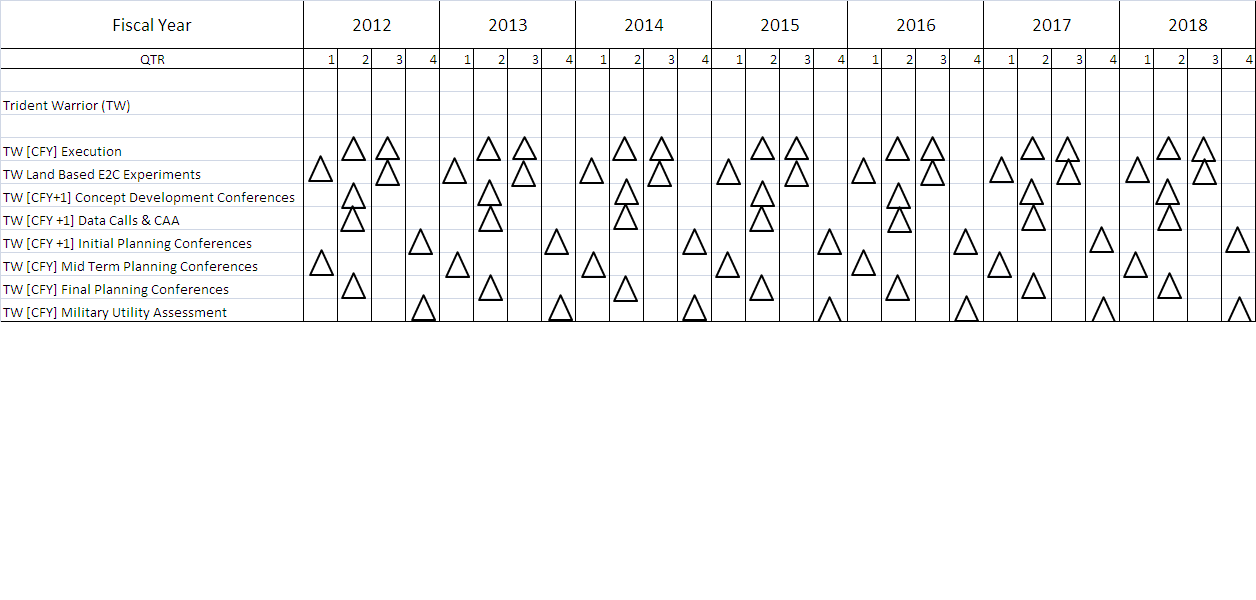 Fiscal Year 2012 2013 2014 2015 2016 2017 2018
QTR 1 2 3 4 1 2 3 4 1 2 3 4 1 2 3 4 1 2 3 4 1 2 3 4 1 2 3 4
Trident Warrior (TW)
TW [CFY] Execution
TW Land Based E2C Experiments
TW [CFY+1] Concept Development Conferences
TW [CFY +1] Data Calls & CAA
TW [CFY +1] Initial Planning Conferences
TW [CFY] Mid Term Planning Conferences
TW [CFY] Final Planning Conferences
TW [CFY] Military Utility Assessment